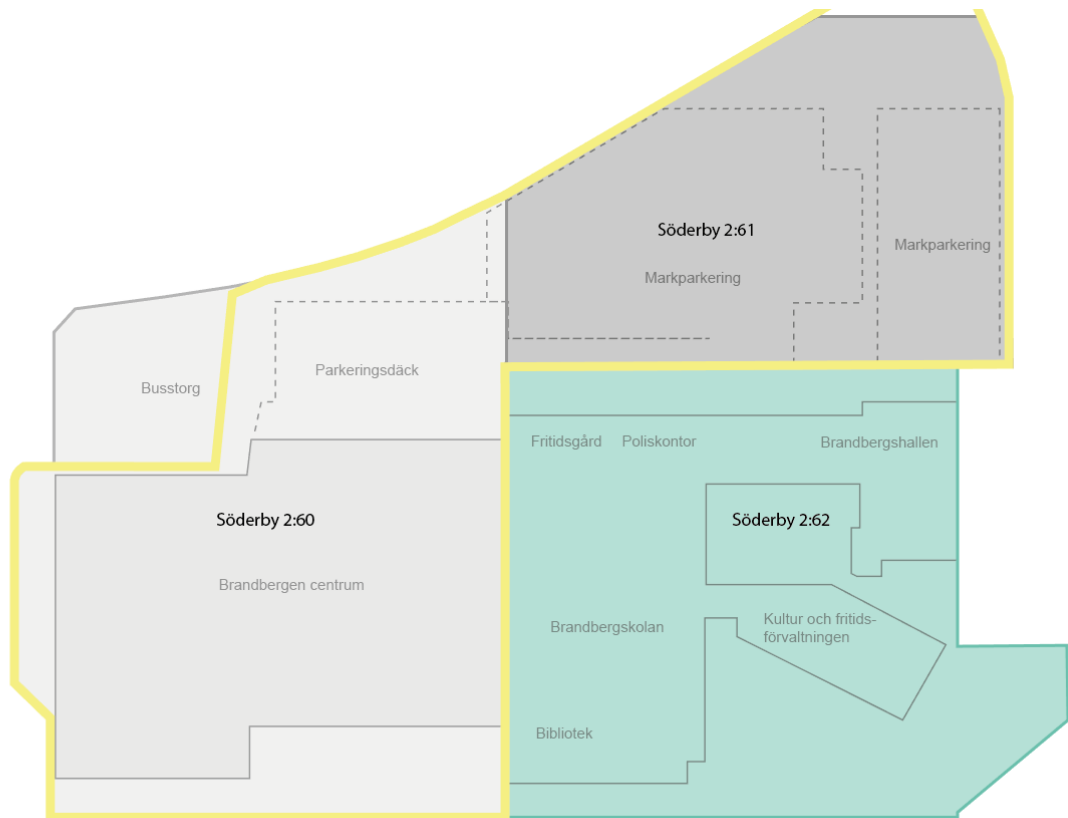 Söderby 2:61
Markparkering
Markparkering
Parkeringsdäck
Busstorg
Fritidsgård
Poliskontor
Brandbergshallen
Söderby 2:60
Söderby 2:62
Brandbergen centrum
Brandbergskolan
Kultur och fritids-
förvaltningen
Bibliotek